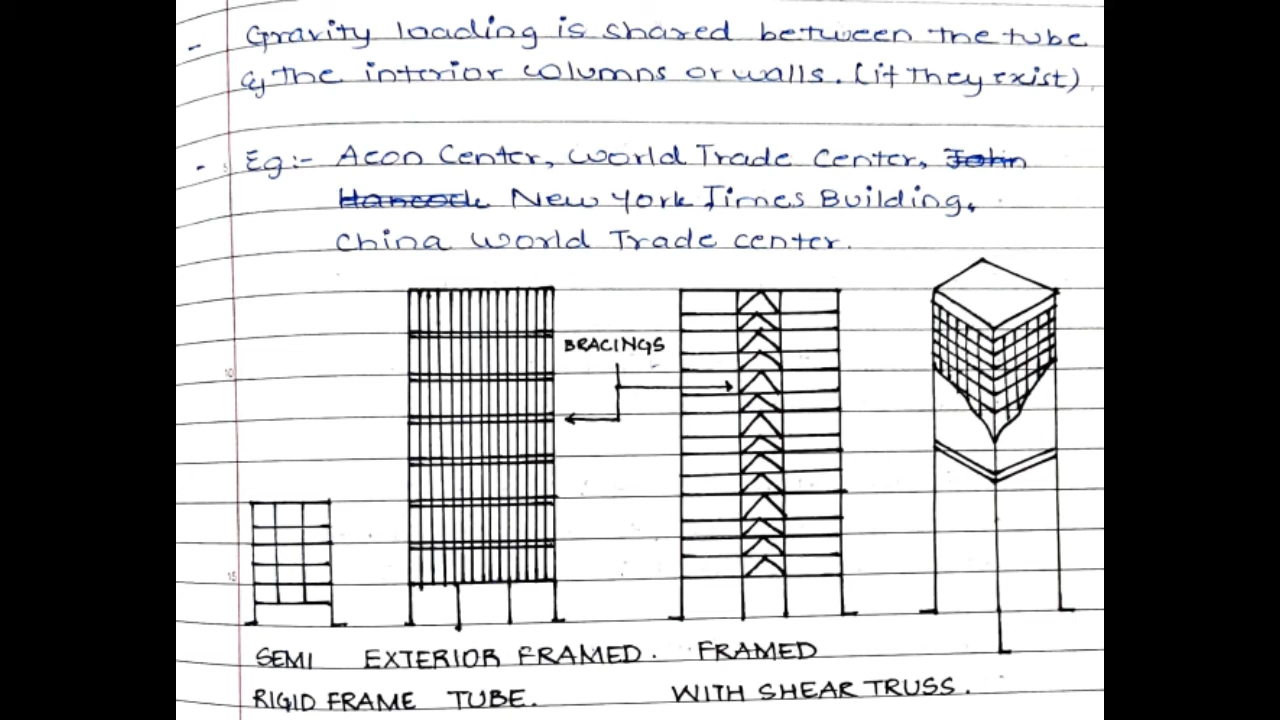 - Gravity loading is shared between the tube
& the interior columns or walls. (if they exist).
- Eg:- Aeon Center, World Trade Center, John
Hancock New York Times Building,
China World Trade center.
BRACINGS
10
15
SEMI EXTERIOR FRAMED. FRAMED
RIGID FRAME TUBE. WITH SHEAR TRUSS.